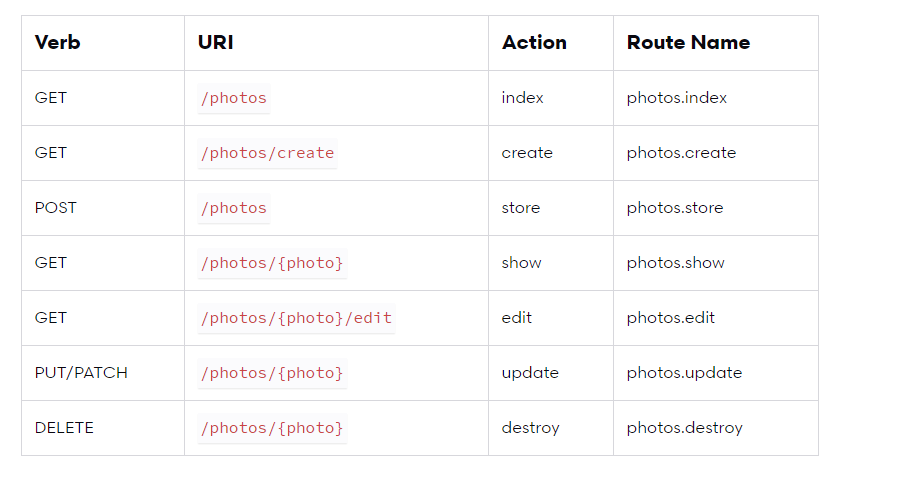 Verb URI Action Route Name
GET /photos index photos.index
GET /photos/create create photos.create
POST /photos store photos.store
GET /photos/{photo} show photos.show
GET /photos/{photo}/edit edit photos.edit
PUT/PATCH /photos/{photo} update photos.update
DELETE /photos/{photo} destroy photos.destroy